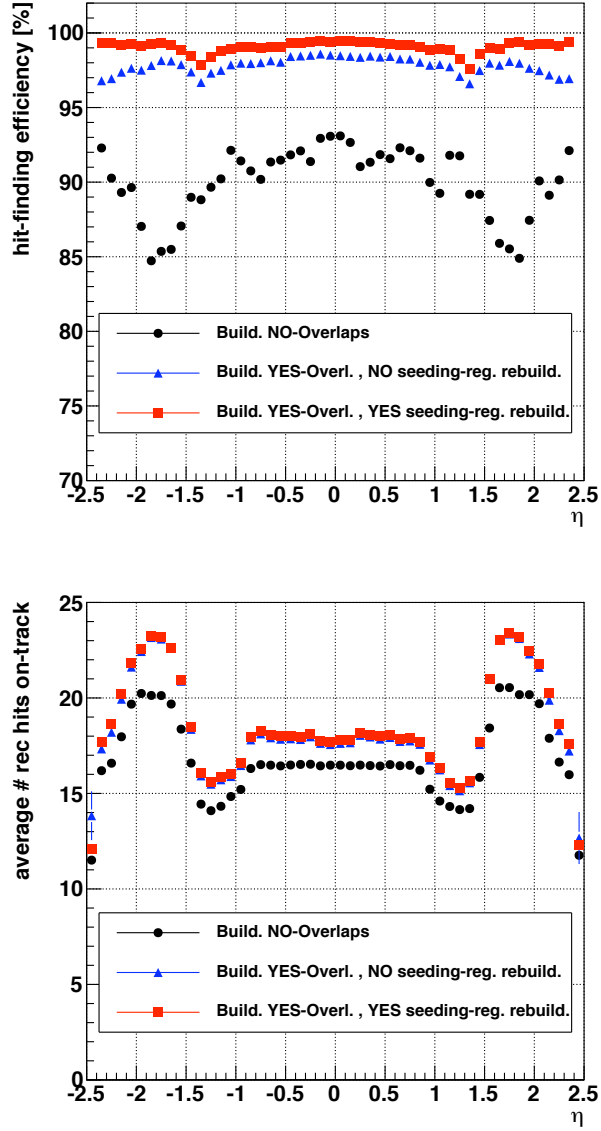 hit-finding efficiency [%]
100
95
90
85
80
75
70
Build. NO-Overlaps
Build. YES-Overl. , NO seeding-reg. rebuild.
Build. YES-Overl. , YES seeding-reg. rebuild.
-2.5 -2 -1.5 -1 -0.5 0 0.5 1 1.5 2 2.5
η
average # rec hits on-track
25
20
15
10
5
0
Build. NO-Overlaps
Build. YES-Overl. , NO seeding-reg. rebuild.
Build. YES-Overl. , YES seeding-reg. rebuild.
-2.5 -2 -1.5 -1 -0.5 0 0.5 1 1.5 2 2.5
η